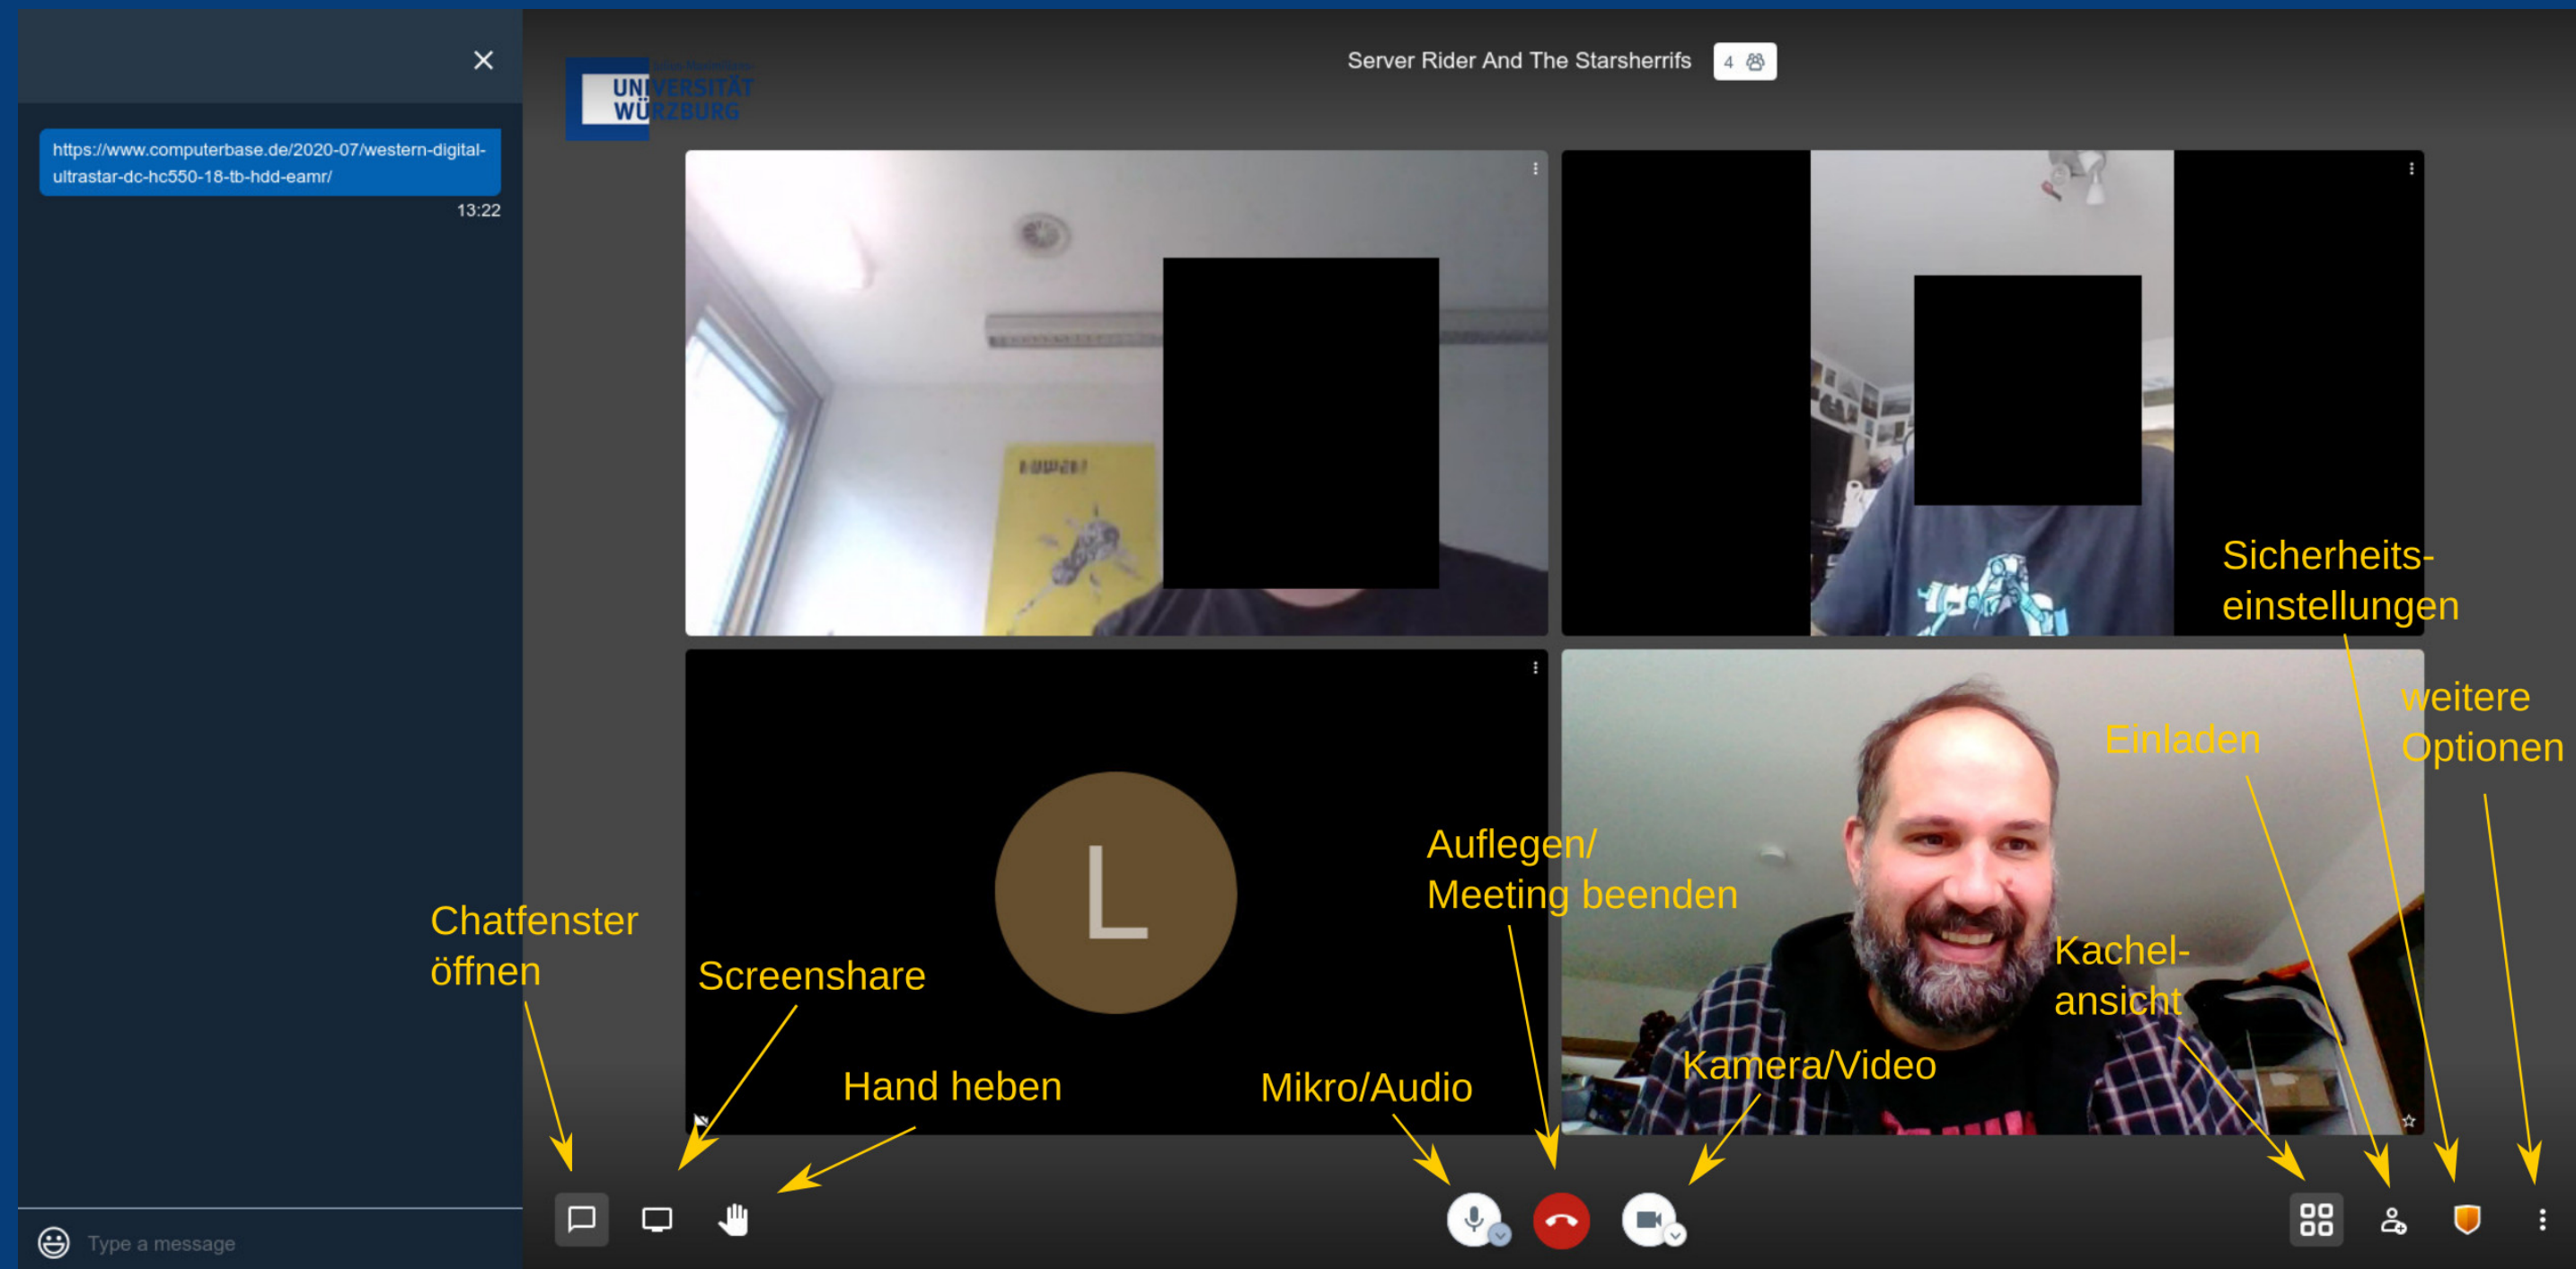 Server Rider And The Starsherrifs
4
UNIVERSITÄT
WÜRZBURG
https://www.computerbase.de/2020-07/western-digital-
ultrastar-dc-hc550-18-tb-hdd-eamr/
13:22
Sicherheits-
einstellungen
weitere
Optionen
Einladen
Auflegen/
Meeting beenden
L
Chatfenster
öffnen
Screenshare
Kachel-
ansicht
Hand heben
Mikro/Audio
Kamera/Video
Type a message